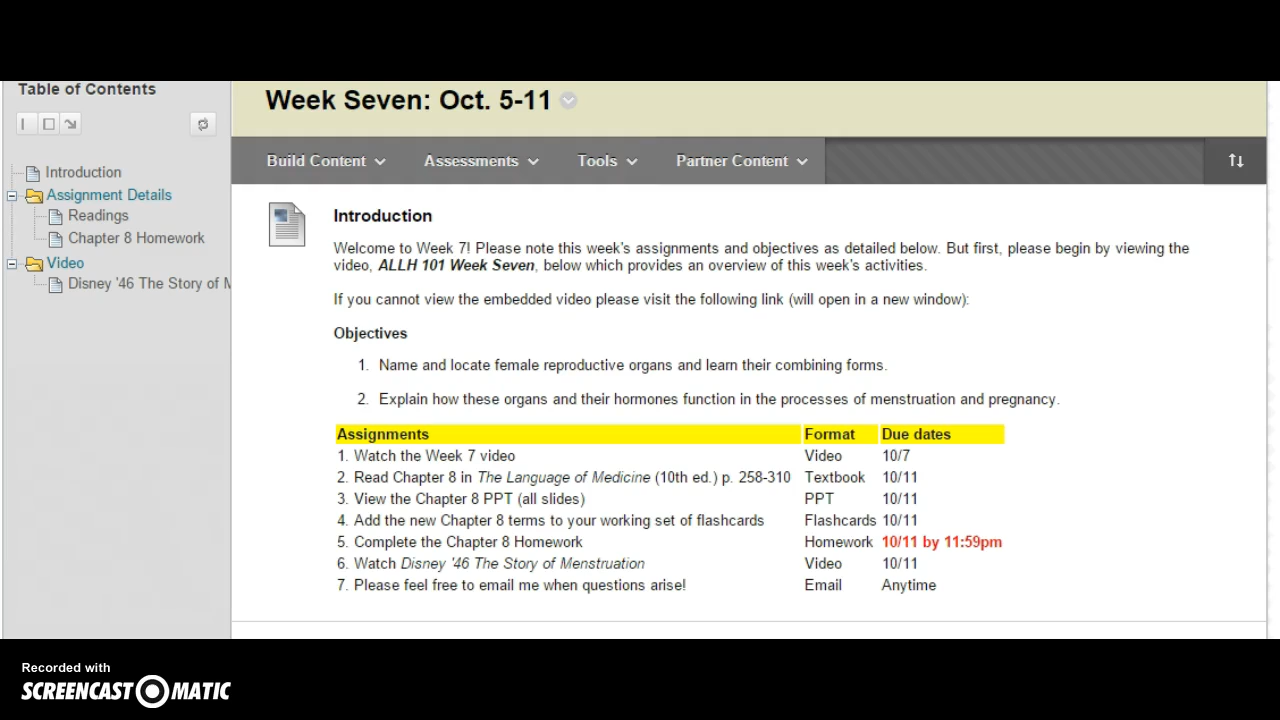 Table of Contents
Introduction
Assignment Details
Readings
Chapter 8 Homework
Video
Disney '46 The Story of M
Week Seven: Oct. 5-11
Build Content
Assessments
Tools
Partner Content
Introduction
Welcome to Week 7! Please note this week's assignments and objectives as detailed below. But first, please begin by viewing the
video, ALLH 101 Week Seven, below which provides an overview of this week's activities.
If you cannot view the embedded video please visit the following link (will open in a new window):
Objectives
1. Name and locate female reproductive organs and learn their combining forms.
2. Explain how these organs and their hormones function in the processes of menstruation and pregnancy.
Assignments Format Due dates
1. Watch the Week 7 video Video 10/7
2. Read Chapter 8 in The Language of Medicine (10th ed.) p. 258-310 Textbook 10/11
3. View the Chapter 8 PPT (all slides) PPT 10/11
4. Add the new Chapter 8 terms to your working set of flashcards Flashcards 10/11
5. Complete the Chapter 8 Homework Homework 10/11 by 11:59pm
6. Watch Disney '46 The Story of Menstruation Video 10/11
7. Please feel free to email me when questions arise! Email Anytime
Recorded with
SCREENCAST MATIC